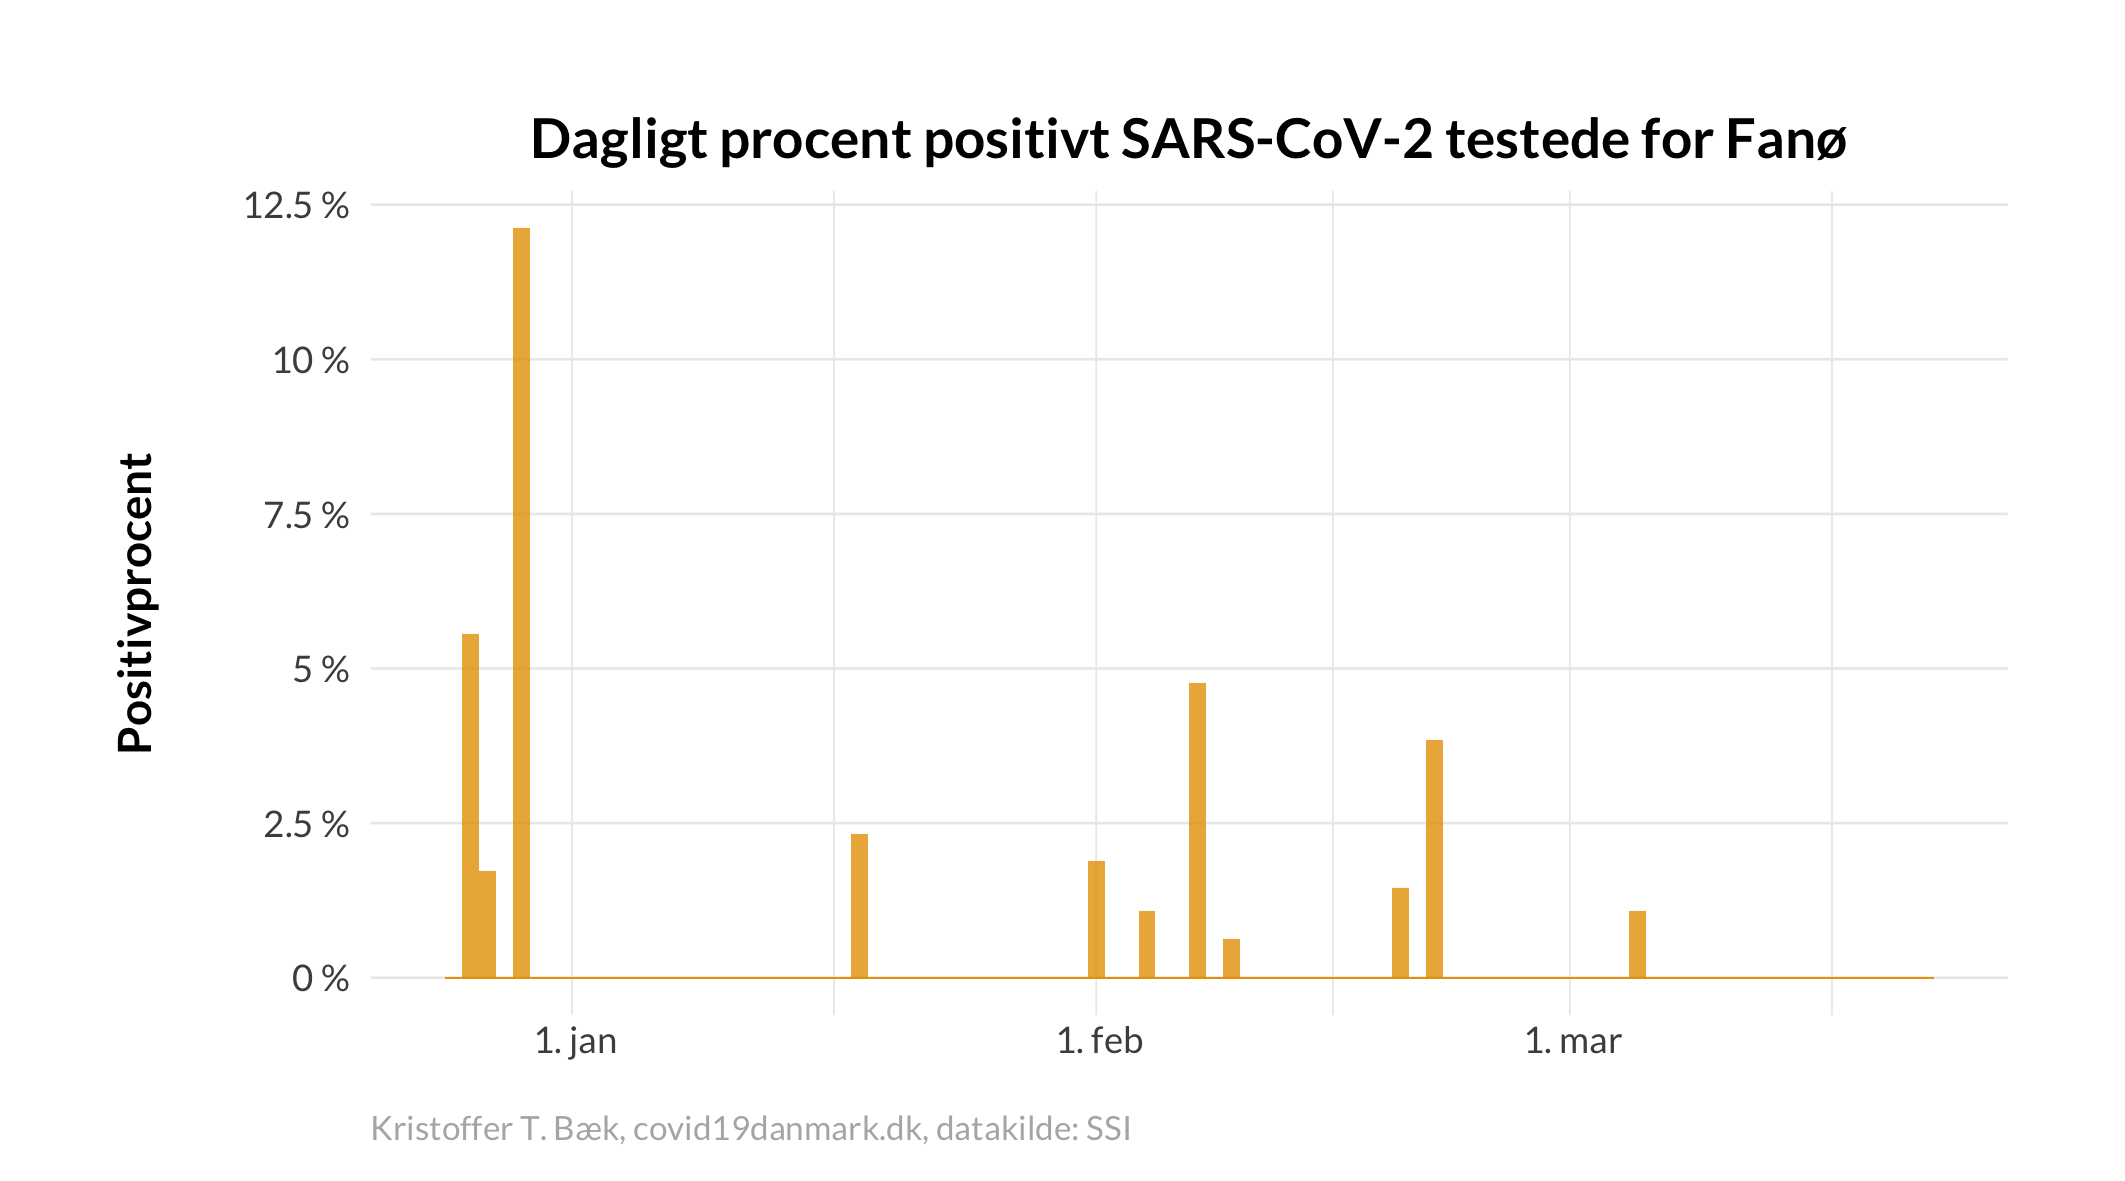 Dagligt procent positivt SARS-CoV-2 testede for Fanø
Positivprocent
12.5 %
10 %
7.5 %
5 %
2.5 %
0 %
1. jan
1. feb
1. mar
Kristoffer T. Bæk, covid19danmark.dk, datakilde: SSI